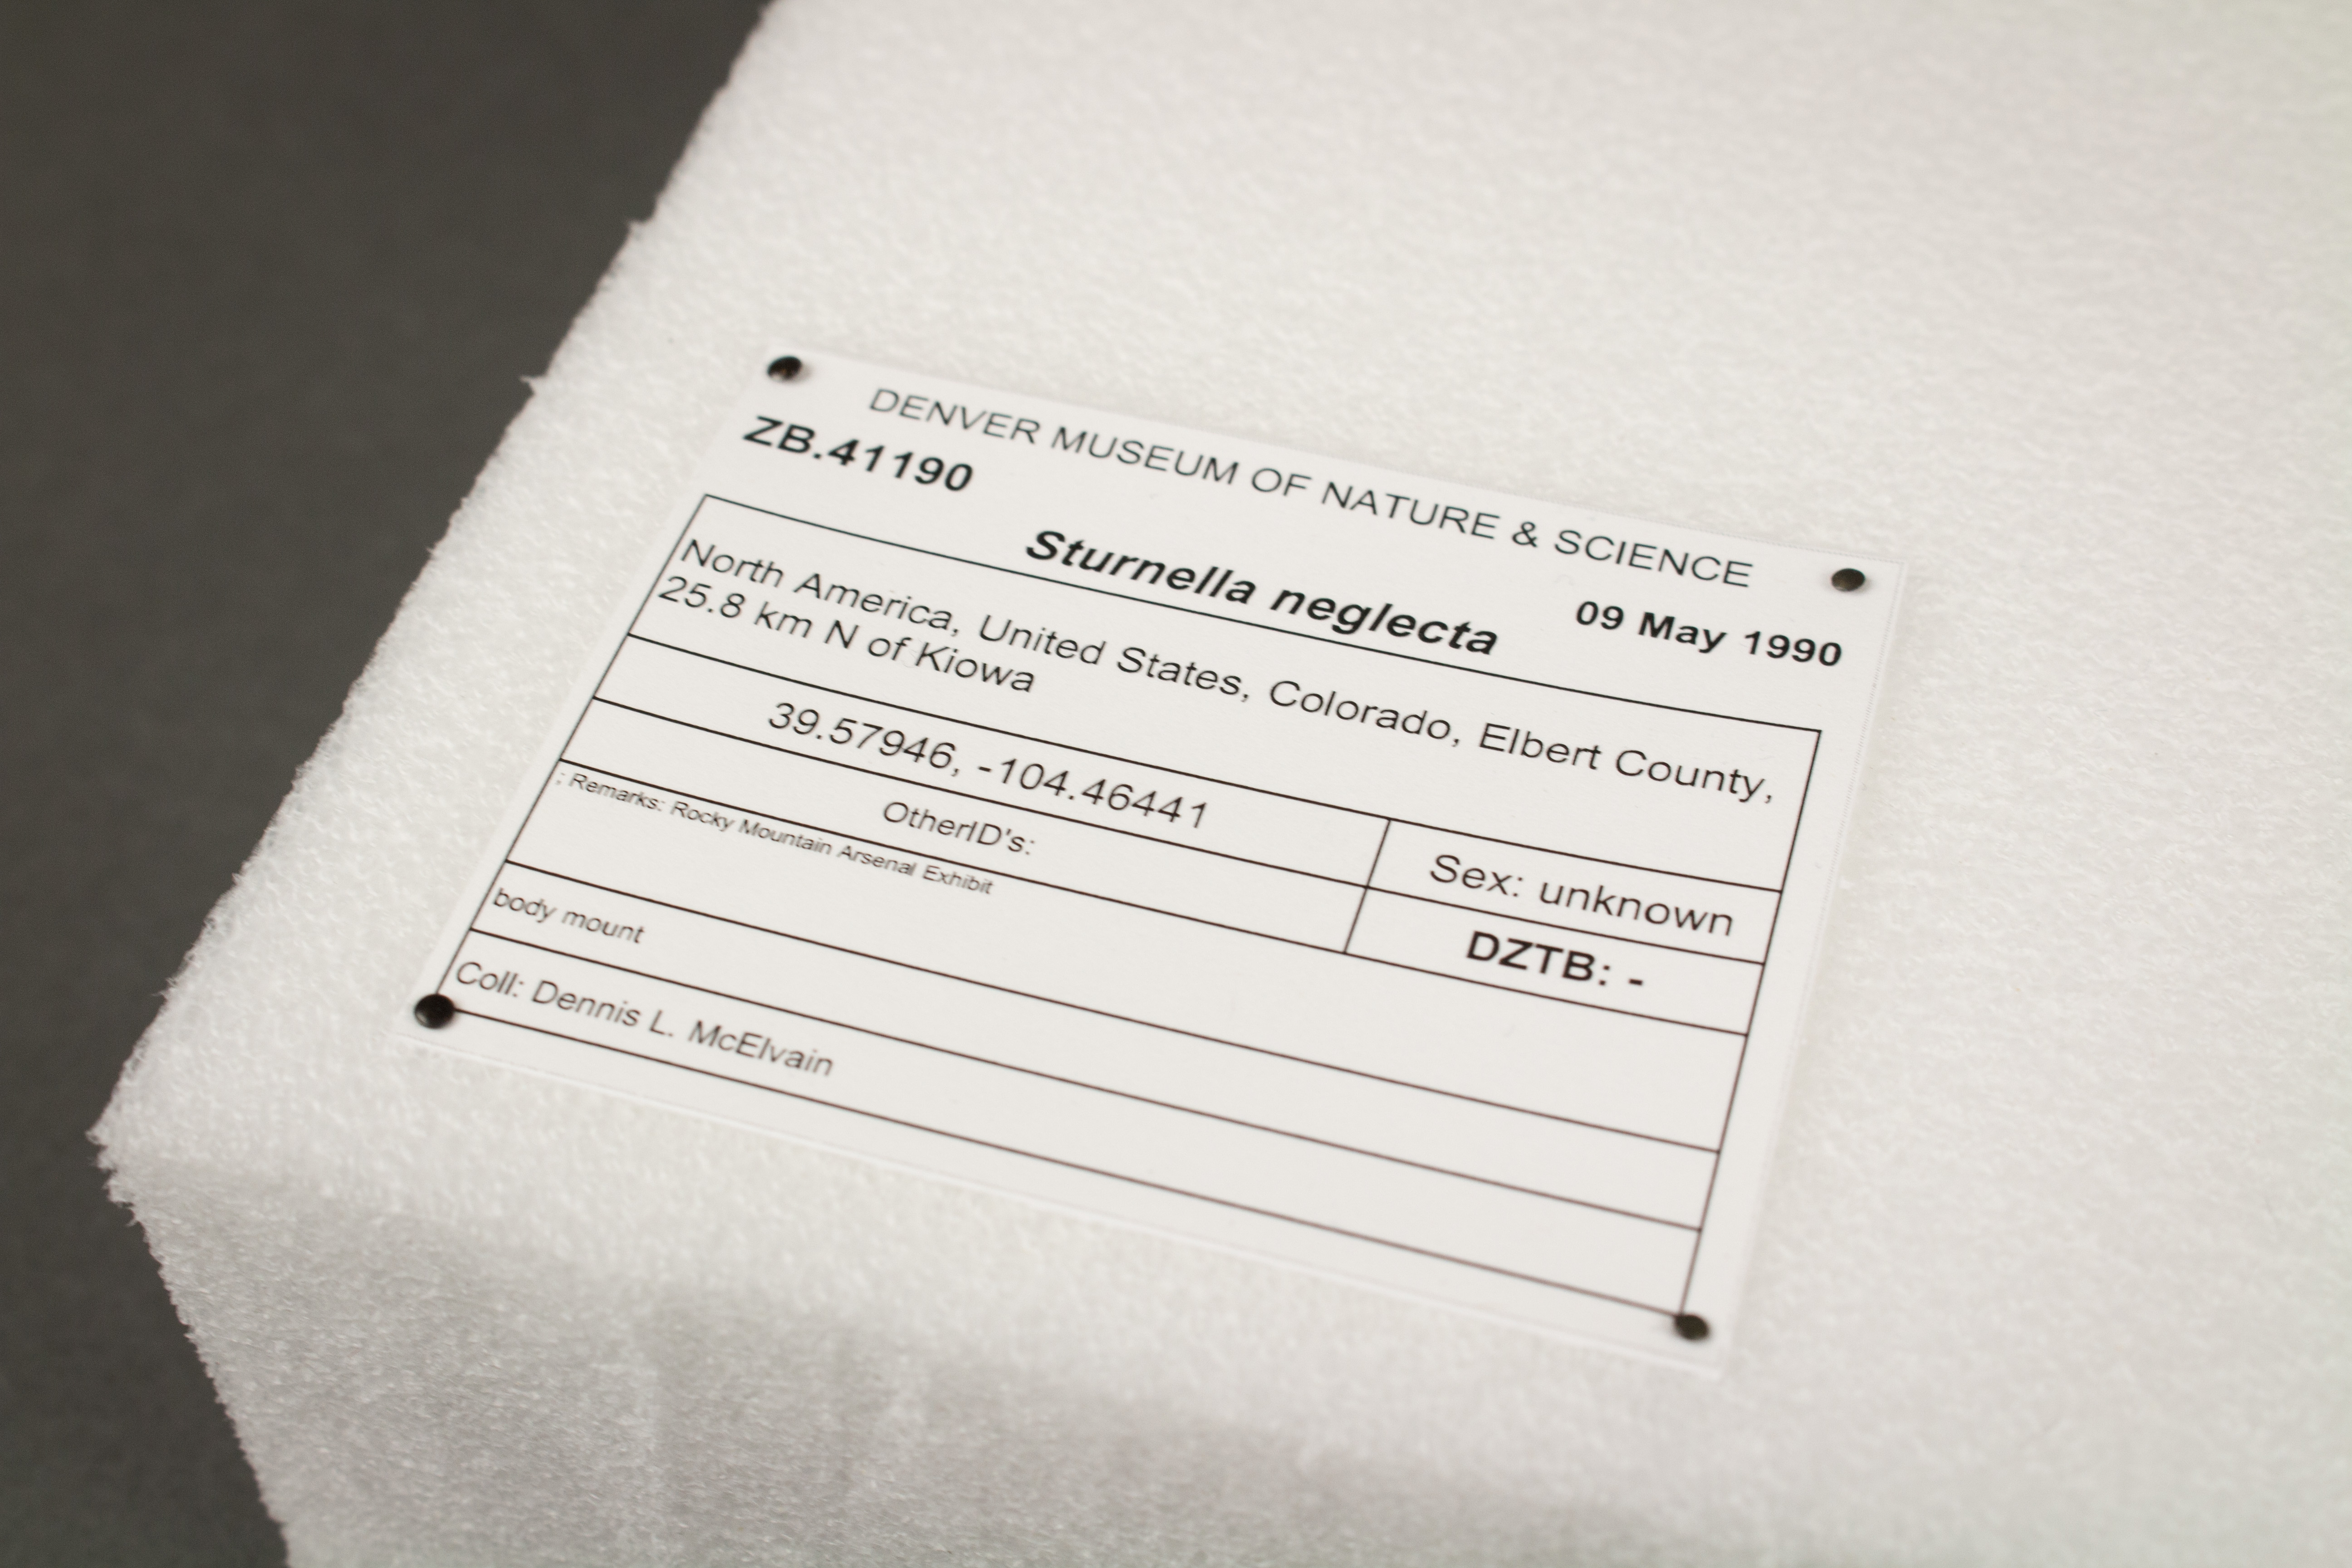 DENVER MUSEUM OF NATURE & SCIENCE
ZB.41190
Sturnella neglecta
09 May 1990
North America, United States, Colorado, Elbert County,
25.8 km N of Kiowa
39.57946, -104.46441
Sex: unknown
OtherID's:
DZTB: -
; Remarks: Rocky Mountain Arsenal Exhibit
body mount
Coll: Dennis L. McElvain